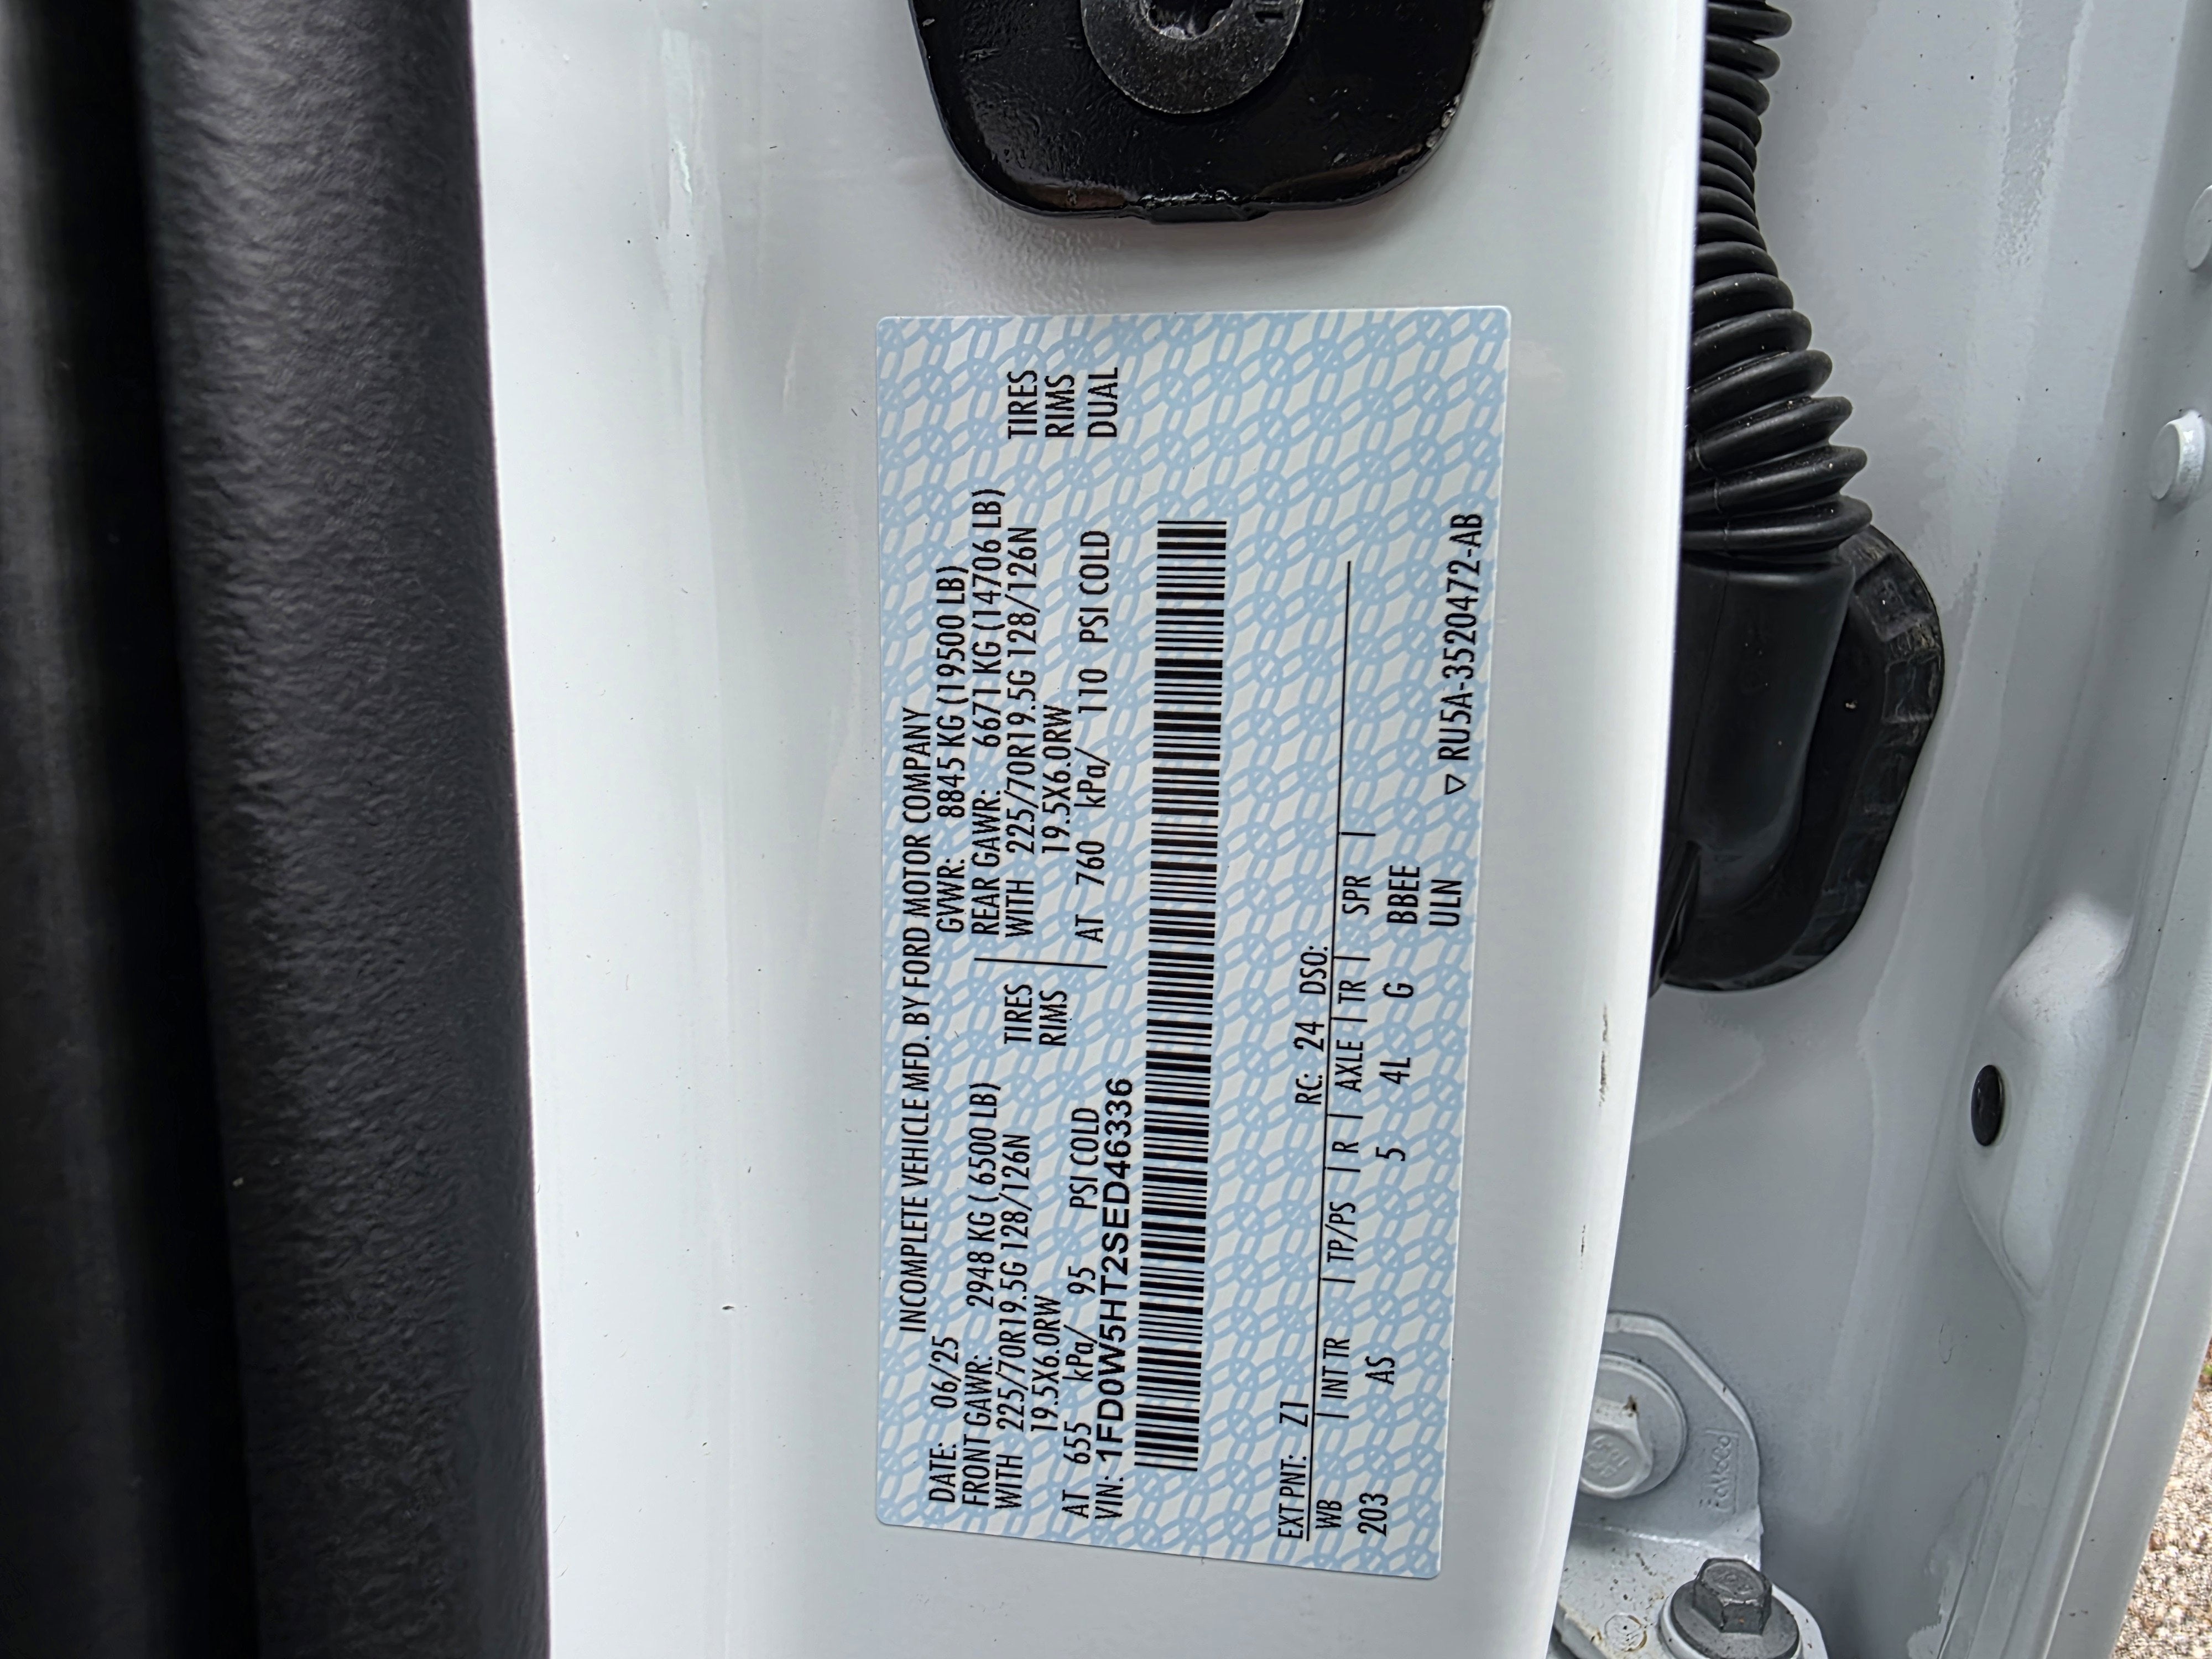 INCOMPLETE VEHICLE MFD. BY FORD MOTOR COMPANY
DATE: 06/25 GVWR: 8845 KG (19500 LB)
FRONT GAWR: 2948 KG ( 6500 LB) REAR GAWR: 6671 KG (14706 LB)
WITH 225/70R19.5G 128/126N TIRES WITH 225/70R19.5G 128/126N TIRES
19.5X6.0RW RIMS 19.5X6.0RW RIMS
AT 655 kPa/ 95 PSI COLD AT 760 kPa/ 110 PSI COLD DUAL
VIN: 1FD0W5HT2SED46336
EXT PNT: Z1 RC: 24 DSO:
WB | INT TR | TP/PS | R | AXLE | TR | SPR |
203 AS 5 4L G BBEE
ULN
▽ RU5A-3520472-AB